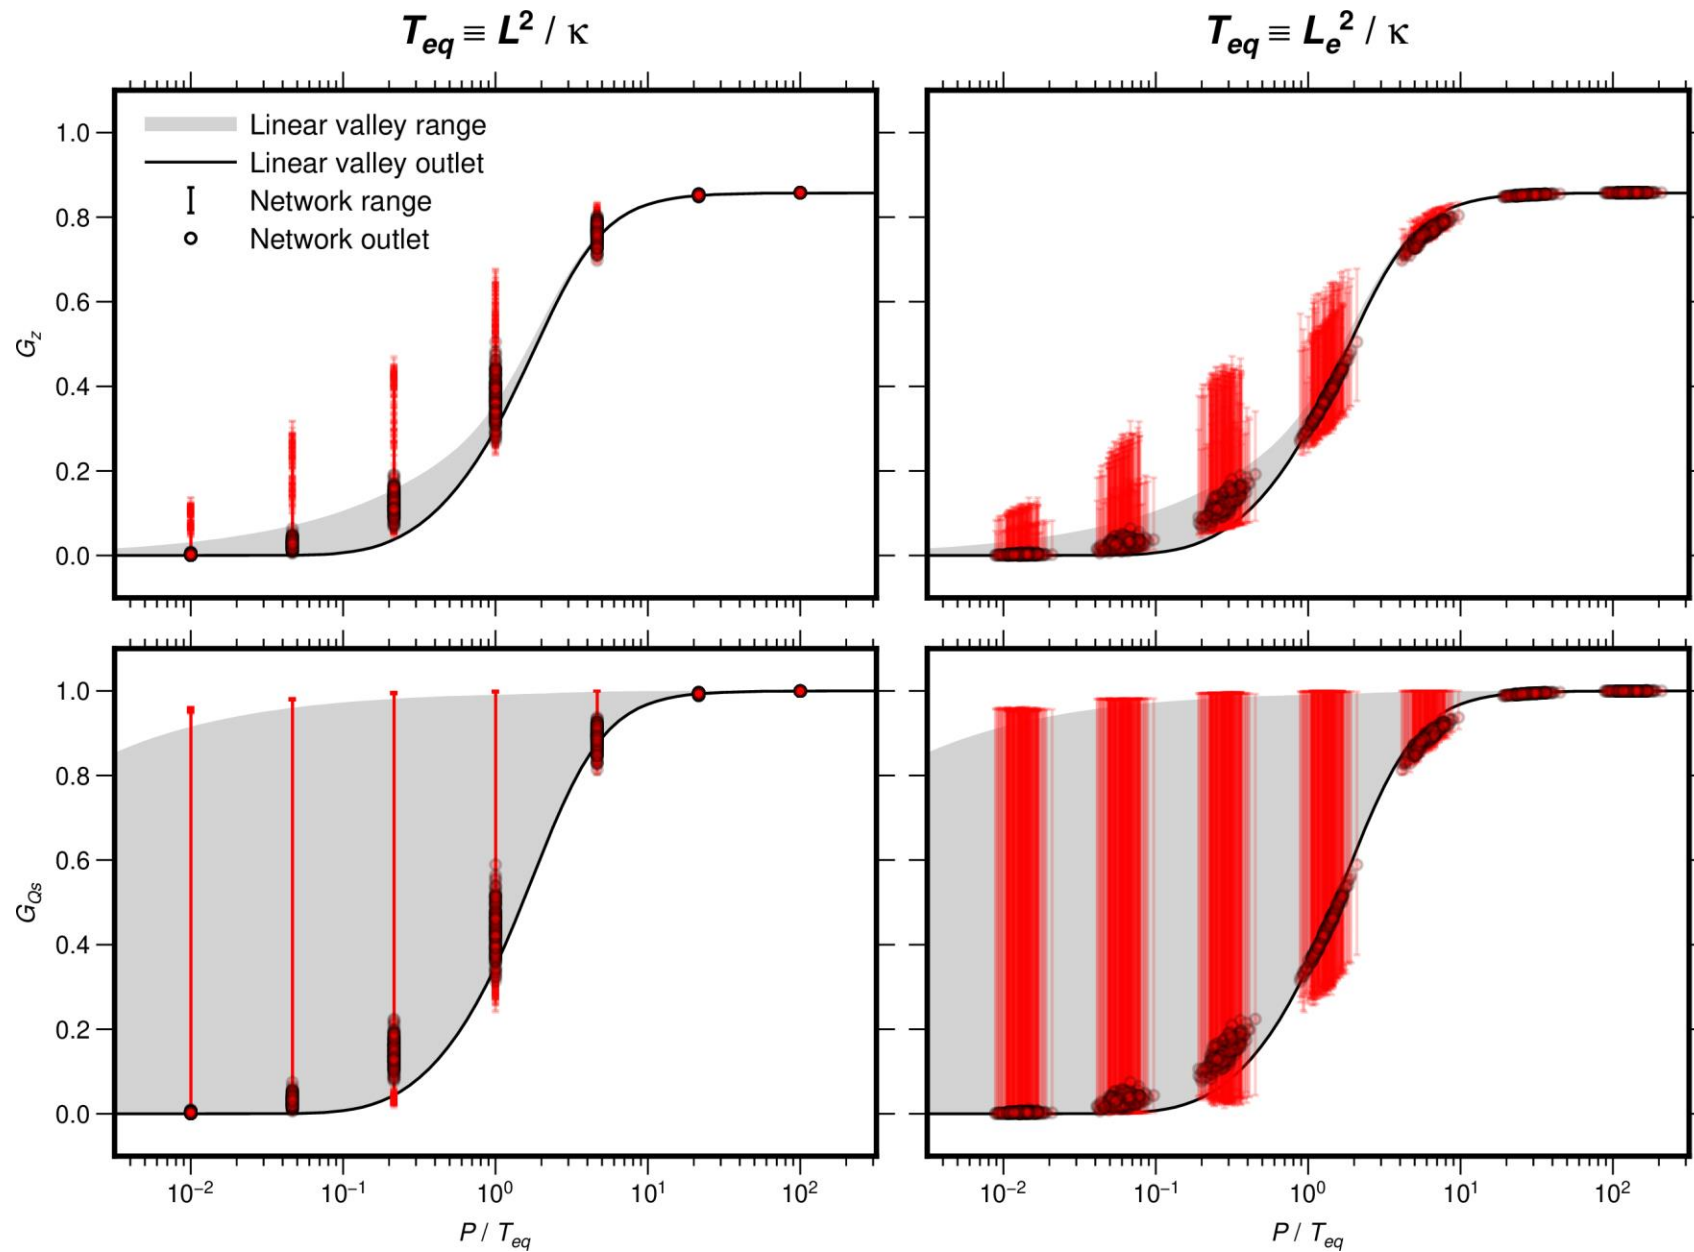 T_eq ≡ L² / κ
T_eq ≡ L_e² / κ
Linear valley range
Linear valley outlet
Network range
Network outlet
G_z
1.0
0.8
0.6
0.4
0.2
0.0
G_Qs
1.0
0.8
0.6
0.4
0.2
0.0
10⁻² 10⁻¹ 10⁰ 10¹ 10²
10⁻² 10⁻¹ 10⁰ 10¹ 10²
P / T_eq
P / T_eq